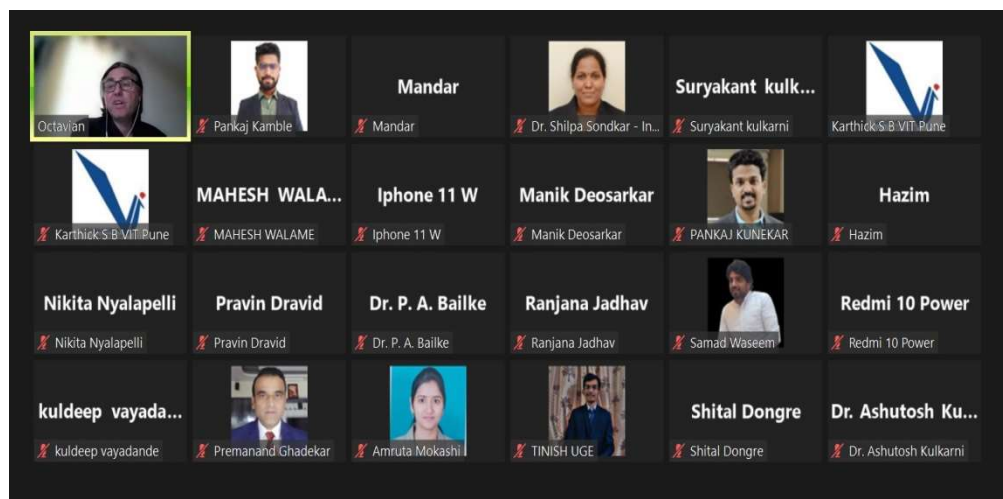 Octavian
Pankaj Kamble
Mandar
Mandar
Dr. Shilpa Sondkar - In...
Suryakant kulk...
Suryakant kulkarni
Karthick S B VIT Pune
Karthick S B VIT Pune
MAHESH WALA...
MAHESH WALAME
Iphone 11 W
Iphone 11 W
Manik Deosarkar
Manik Deosarkar
PANKAJ KUNEKAR
Hazim
Hazim
Nikita Nyalapelli
Nikita Nyalapelli
Pravin Dravid
Pravin Dravid
Dr. P. A. Bailke
Dr. P. A. Bailke
Ranjana Jadhav
Ranjana Jadhav
Samad Waseem
Redmi 10 Power
Redmi 10 Power
kuldeep vayada...
kuldeep vayadande
Premanand Ghadekar
Amruta Mokashi
TINISH UGE
Shital Dongre
Shital Dongre
Dr. Ashutosh Ku...
Dr. Ashutosh Kulkarni